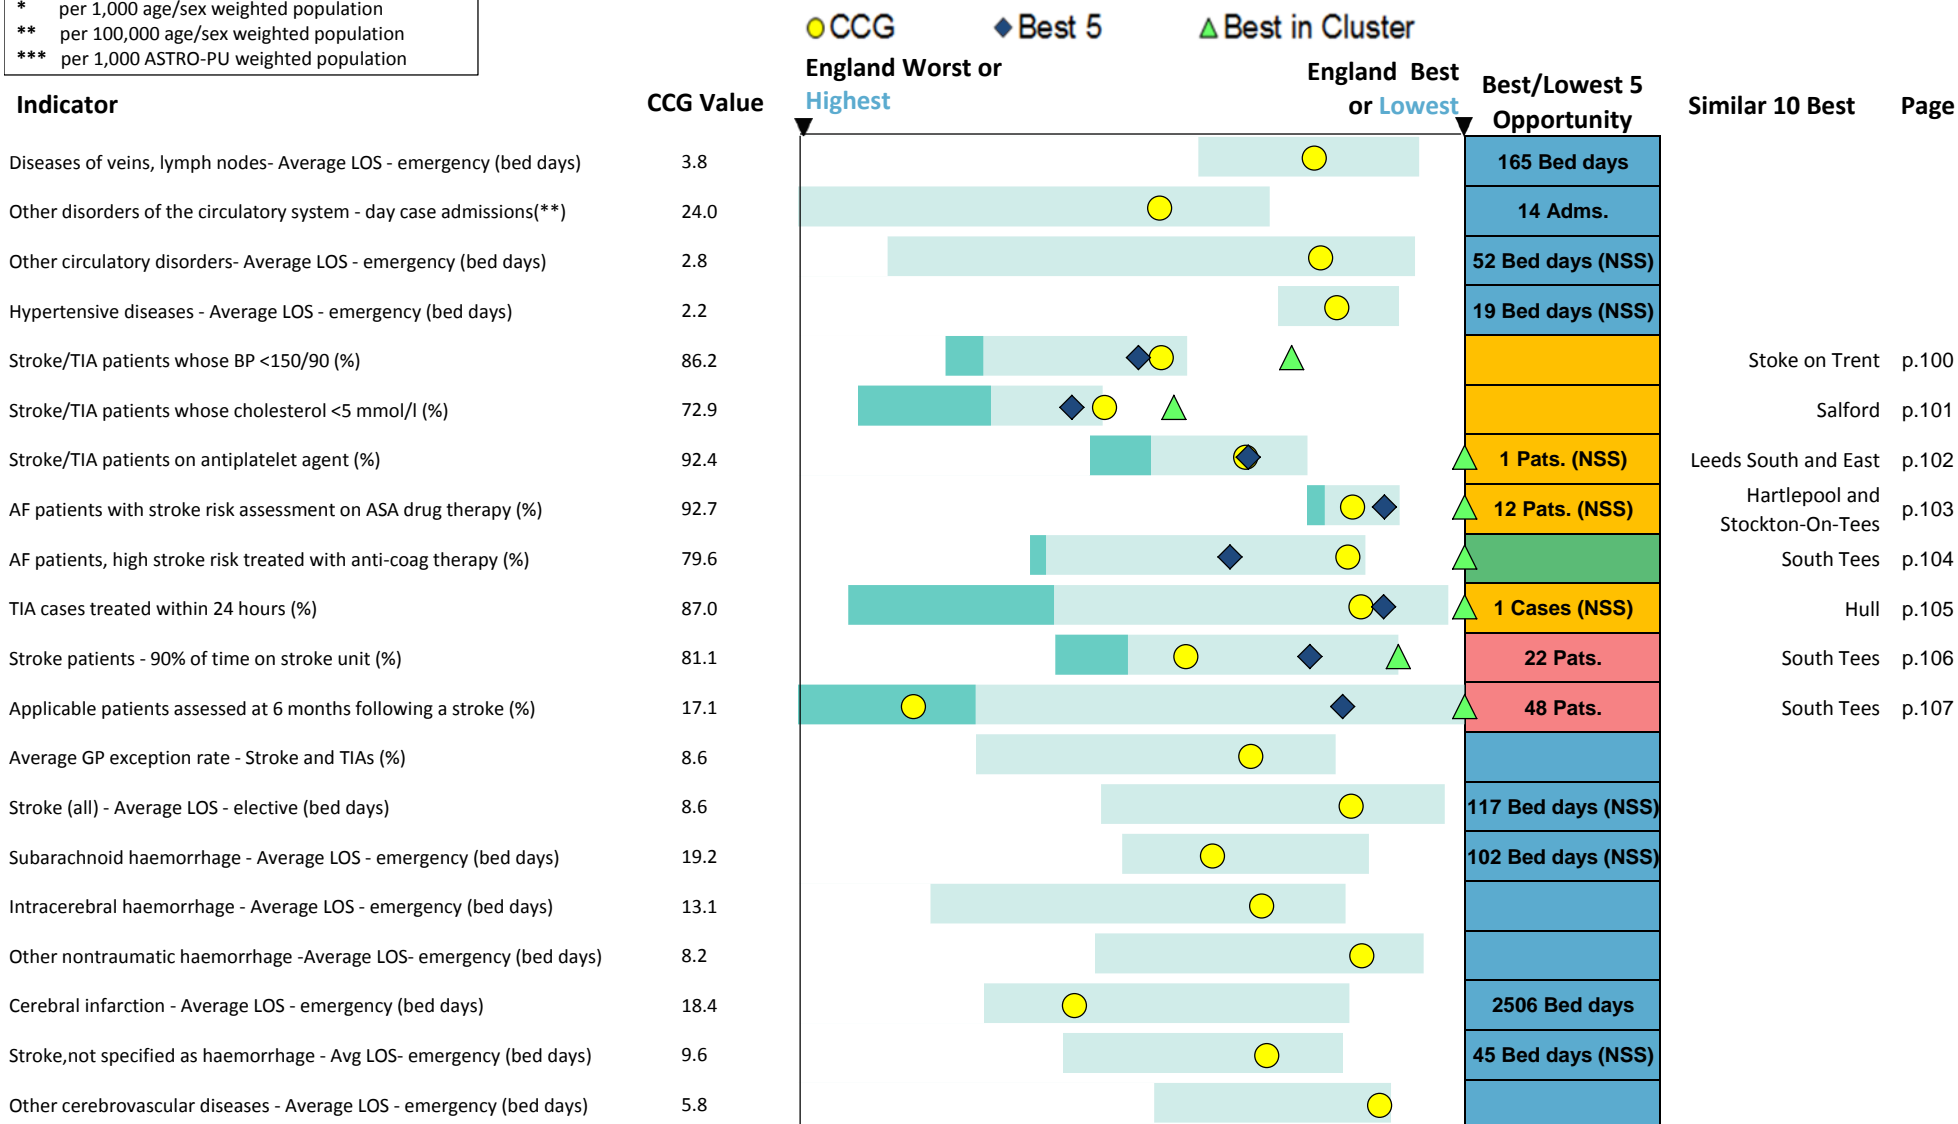 * per 1,000 age/sex weighted population
** per 100,000 age/sex weighted population
*** per 1,000 ASTRO-PU weighted population
CCG Best 5 Best in Cluster
England Worst or Highest
England Best or Lowest
Indicator CCG Value Best/Lowest 5 Opportunity Similar 10 Best Page
Diseases of veins, lymph nodes- Average LOS - emergency (bed days) 3.8 165 Bed days
Other disorders of the circulatory system - day case admissions(**) 24.0 14 Adms.
Other circulatory disorders- Average LOS - emergency (bed days) 2.8 52 Bed days (NSS)
Hypertensive diseases - Average LOS - emergency (bed days) 2.2 19 Bed days (NSS)
Stroke/TIA patients whose BP <150/90 (%) 86.2 Stoke on Trent p.100
Stroke/TIA patients whose cholesterol <5 mmol/l (%) 72.9 Salford p.101
Stroke/TIA patients on antiplatelet agent (%) 92.4 1 Pats. (NSS) Leeds South and East p.102
AF patients with stroke risk assessment on ASA drug therapy (%) 92.7 12 Pats. (NSS) Hartlepool and Stockton-On-Tees p.103
AF patients, high stroke risk treated with anti-coag therapy (%) 79.6 South Tees p.104
TIA cases treated within 24 hours (%) 87.0 1 Cases (NSS) Hull p.105
Stroke patients - 90% of time on stroke unit (%) 81.1 22 Pats. South Tees p.106
Applicable patients assessed at 6 months following a stroke (%) 17.1 48 Pats. South Tees p.107
Average GP exception rate - Stroke and TIAs (%) 8.6
Stroke (all) - Average LOS - elective (bed days) 8.6 117 Bed days (NSS)
Subarachnoid haemorrhage - Average LOS - emergency (bed days) 19.2 102 Bed days (NSS)
Intracerebral haemorrhage - Average LOS - emergency (bed days) 13.1
Other nontraumatic haemorrhage -Average LOS- emergency (bed days) 8.2
Cerebral infarction - Average LOS - emergency (bed days) 18.4 2506 Bed days
Stroke,not specified as haemorrhage - Avg LOS- emergency (bed days) 9.6 45 Bed days (NSS)
Other cerebrovascular diseases - Average LOS - emergency (bed days) 5.8